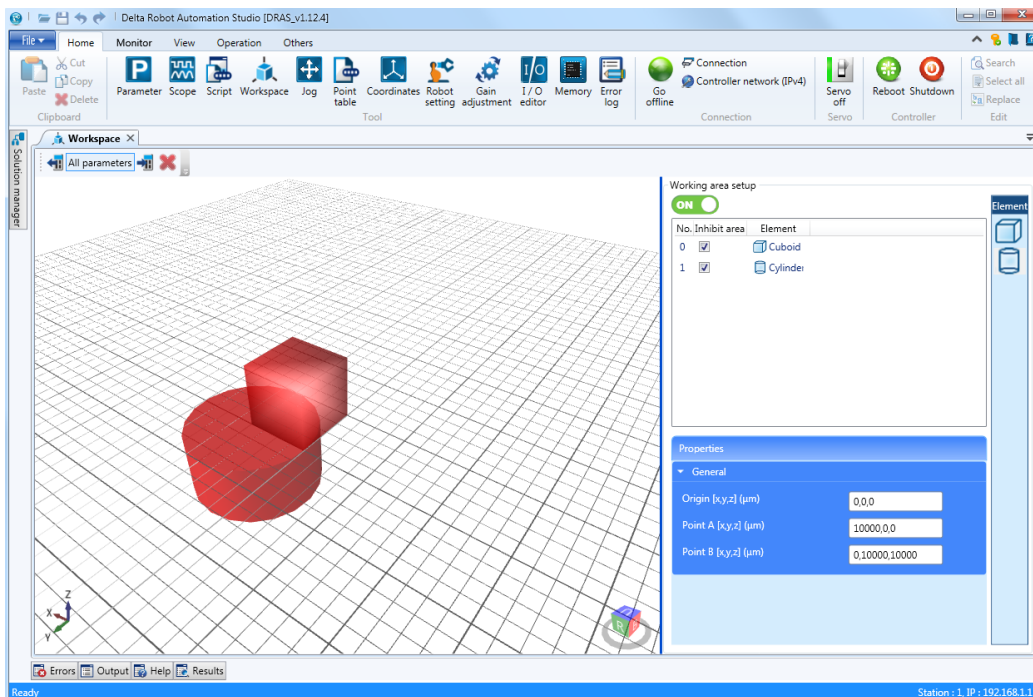 Delta Robot Automation Studio [DRAS_v1.12.4]
File Home Monitor View Operation Others
Paste
Cut
Copy
Delete
Clipboard
Parameter Scope Script Workspace Jog Point table Coordinates Robot setting Gain adjustment I / O editor Memory Error log
Tool
Go offline
Connection
Controller network (IPv4)
Connection
Servo off
Servo
Reboot Shutdown
Controller
Search
Select all
Replace
Edit
Solution manager
Workspace
All parameters
Working area setup
ON
Element
No. Inhibit area Element
0 Cuboid
1 Cylinder
Properties
General
Origin [x,y,z] (µm) 0,0,0
Point A [x,y,z] (µm) 10000,0,0
Point B [x,y,z] (µm) 0,10000,10000
Z
X
Y
R
Errors Output Help Results
Ready
Station : 1, IP : 192.168.1.1